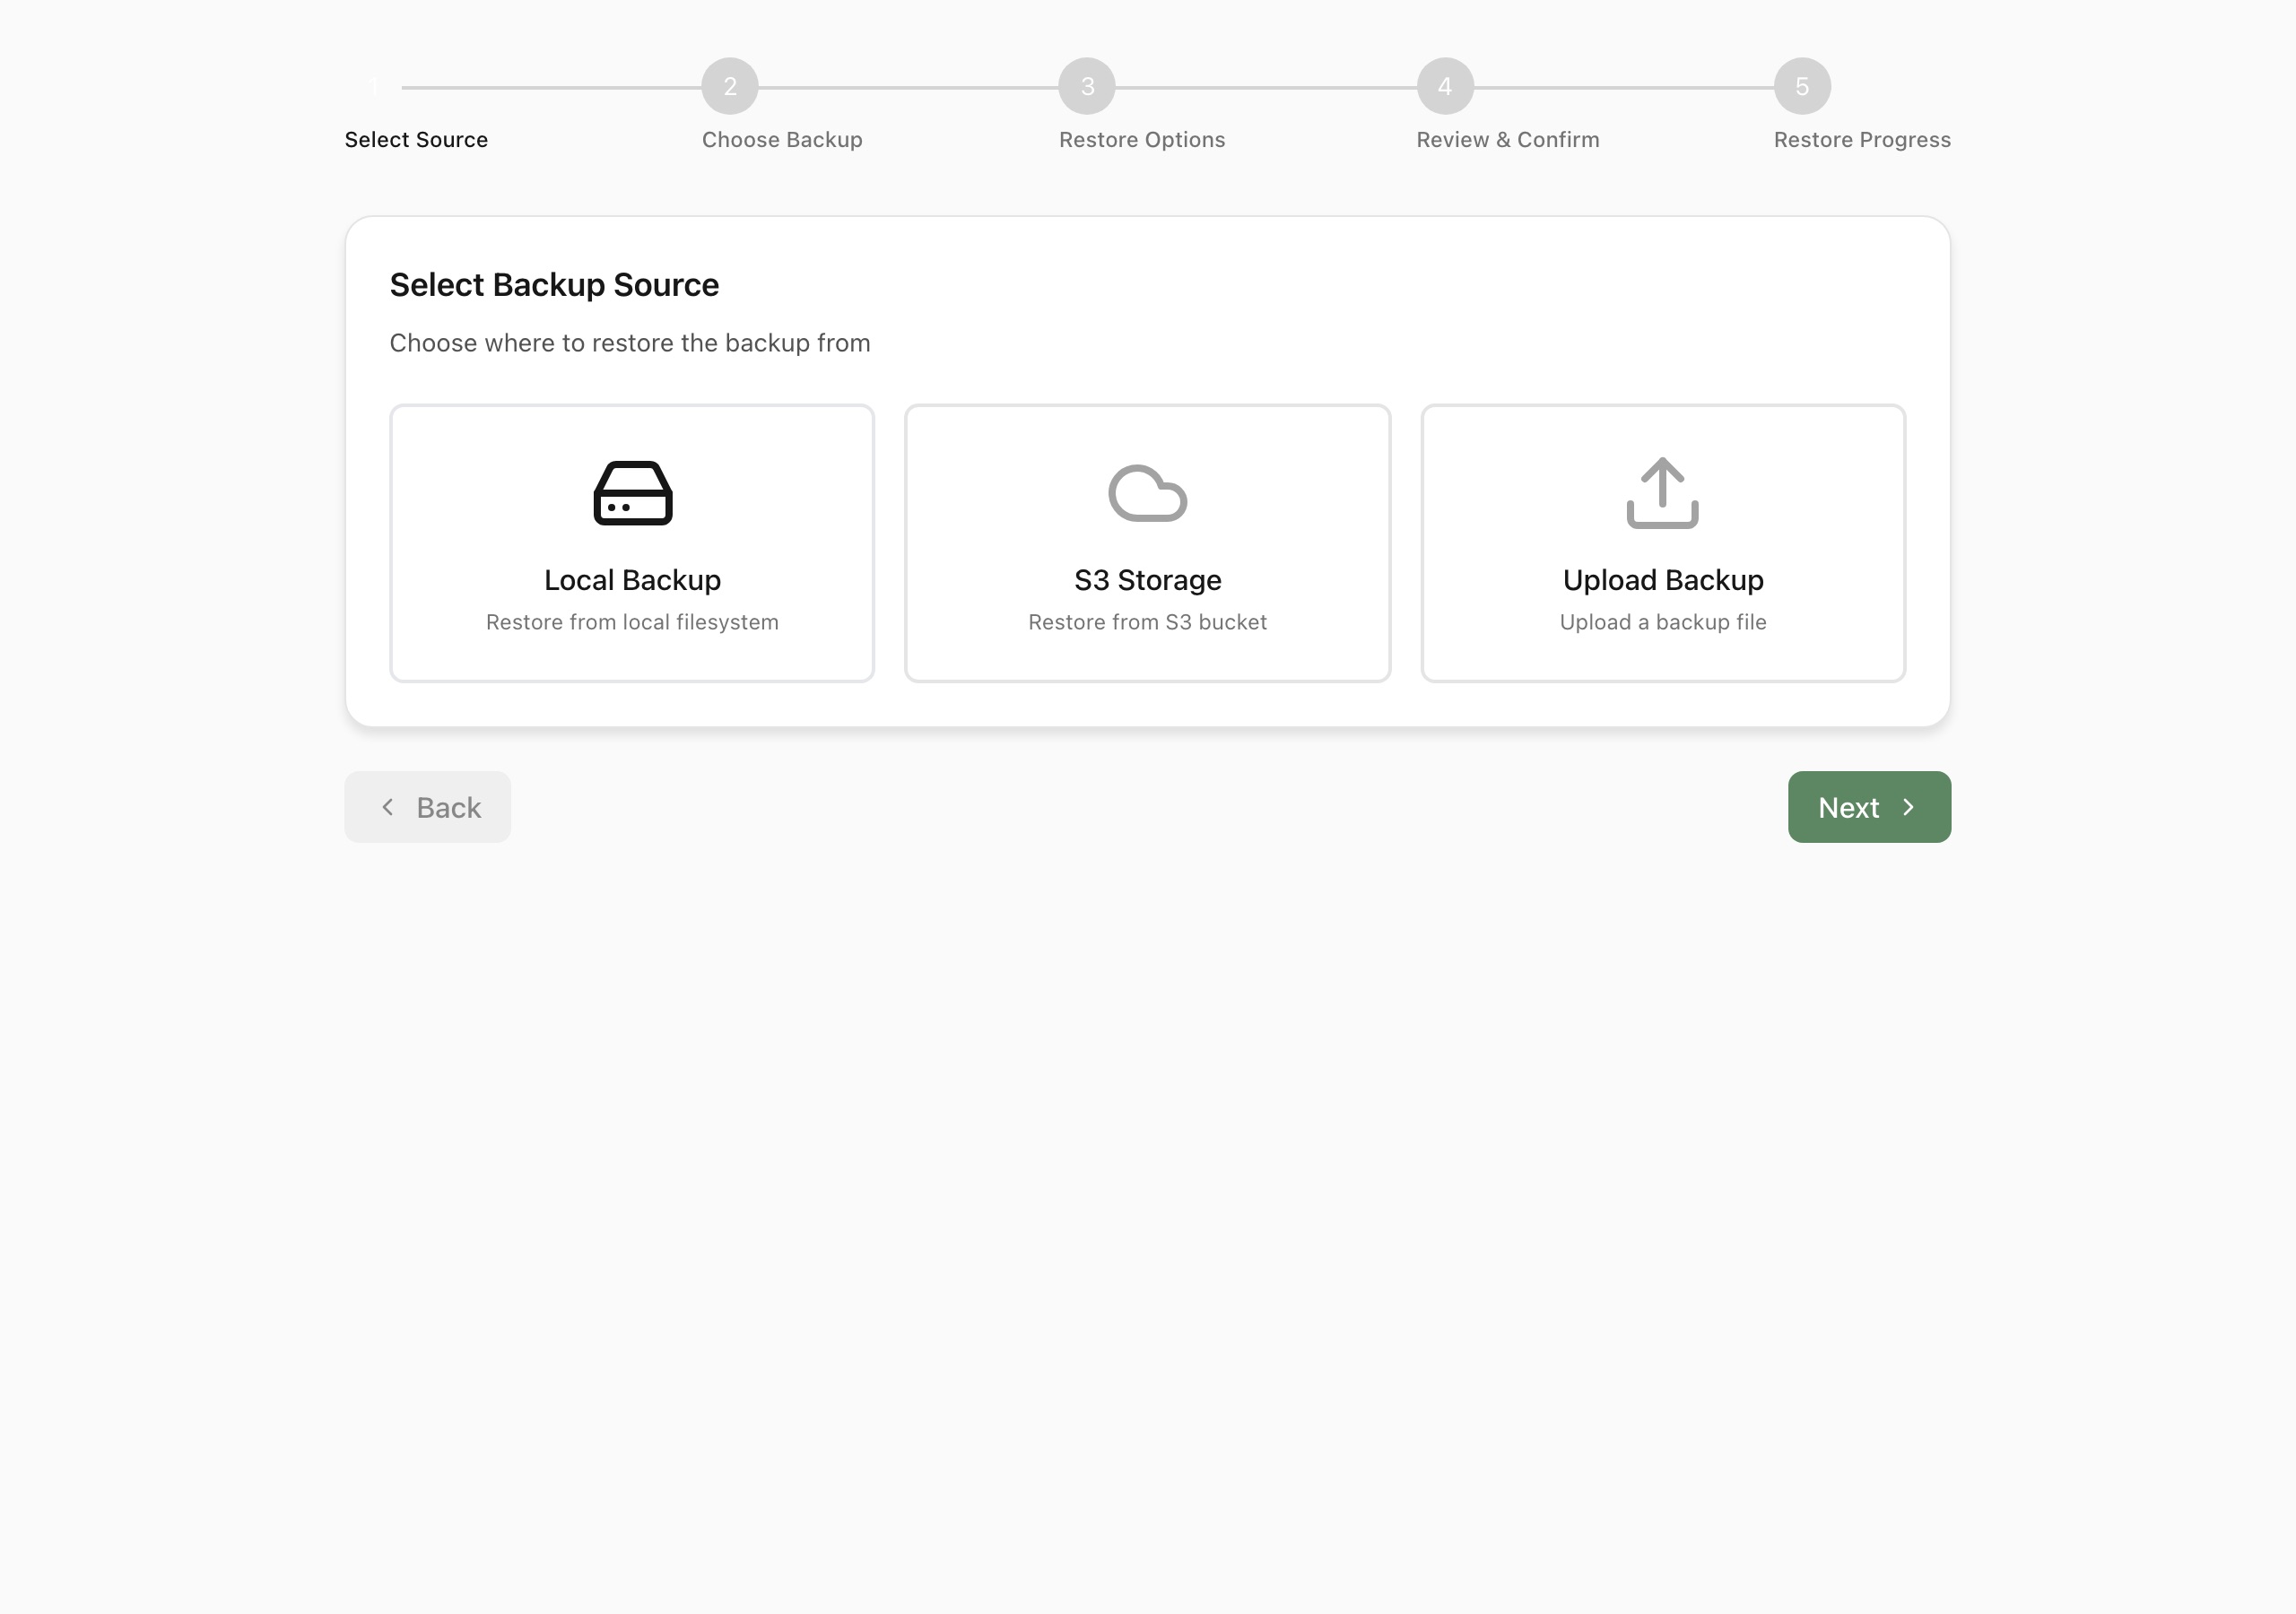 1
2
3
4
5
Select Source
Choose Backup
Restore Options
Review & Confirm
Restore Progress
Select Backup Source
Choose where to restore the backup from
Local Backup
Restore from local filesystem
S3 Storage
Restore from S3 bucket
Upload Backup
Upload a backup file
Back
Next